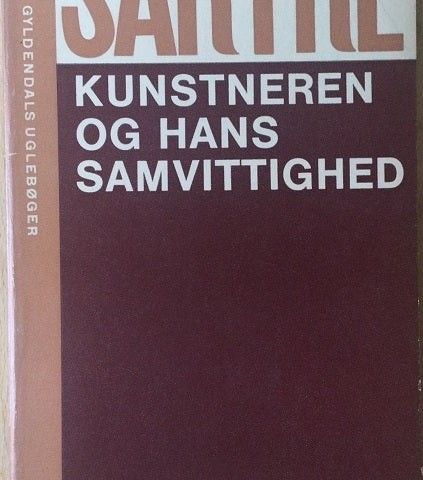 SARTRE
KUNSTNEREN
OG HANS
SAMVITTIGHED
GYLDENDALS UGLEBØGER